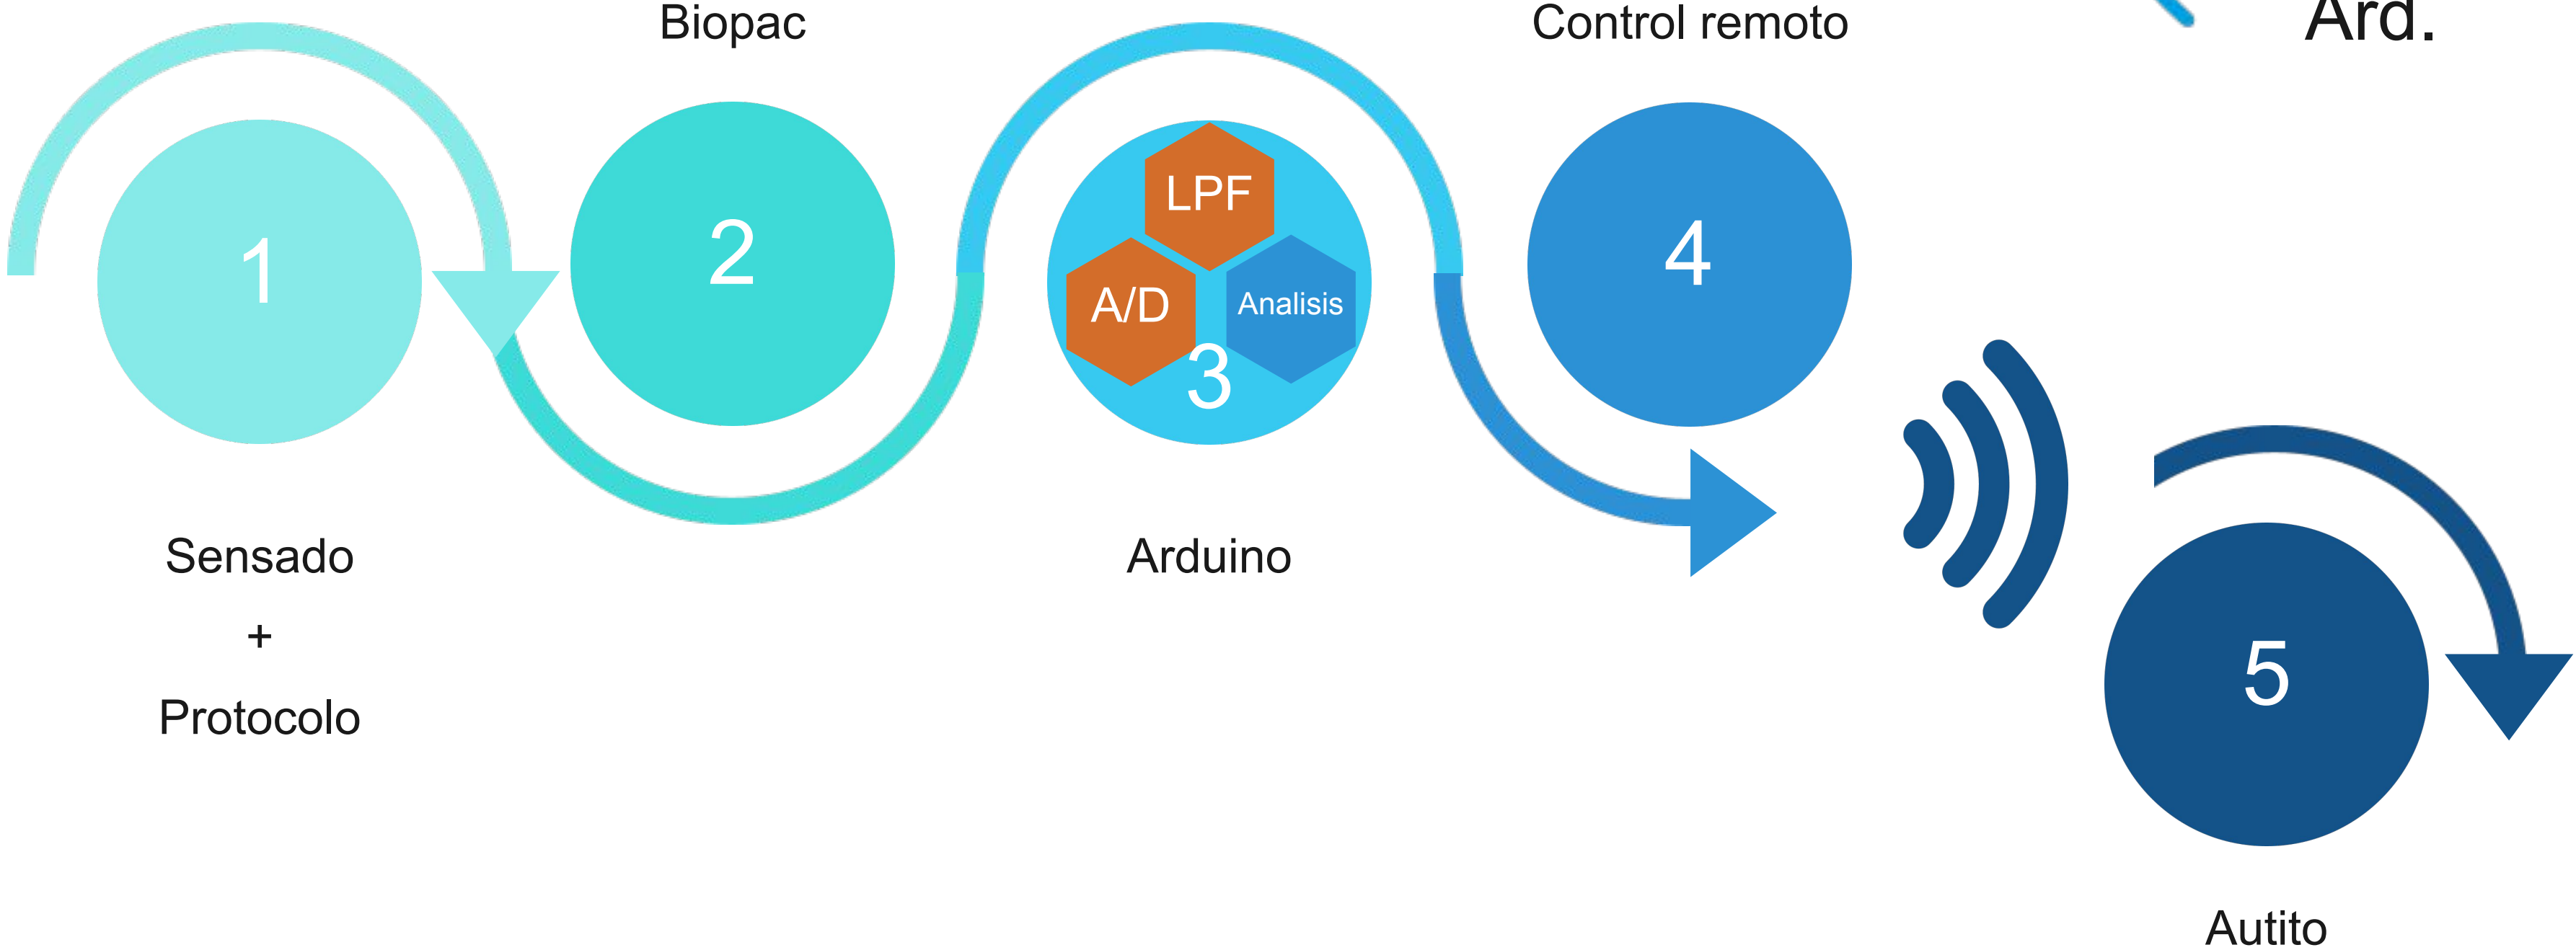 Biopac
Control remoto
Ard.
1
2
LPF
A/D
Analisis
3
4
Sensado
+
Protocolo
Arduino
5
Autito